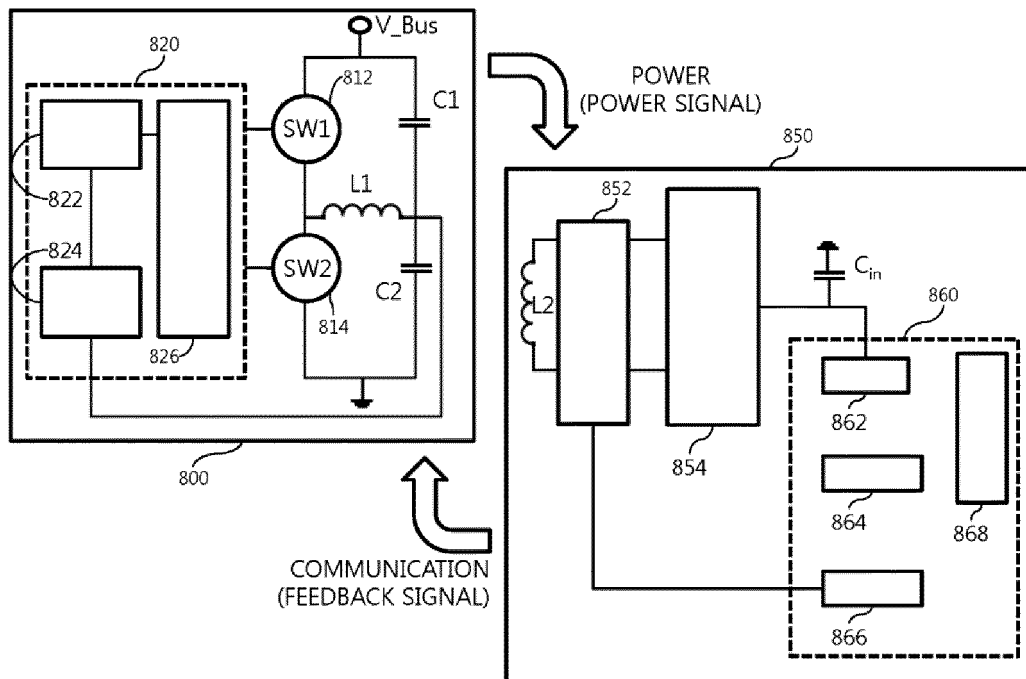 V_Bus
820
812
C1
SW1
L1
822
824
SW2
C2
814
826
800
POWER
(POWER SIGNAL)
850
852
L2
Cin
860
862
854
864
868
866
COMMUNICATION
(FEEDBACK SIGNAL)